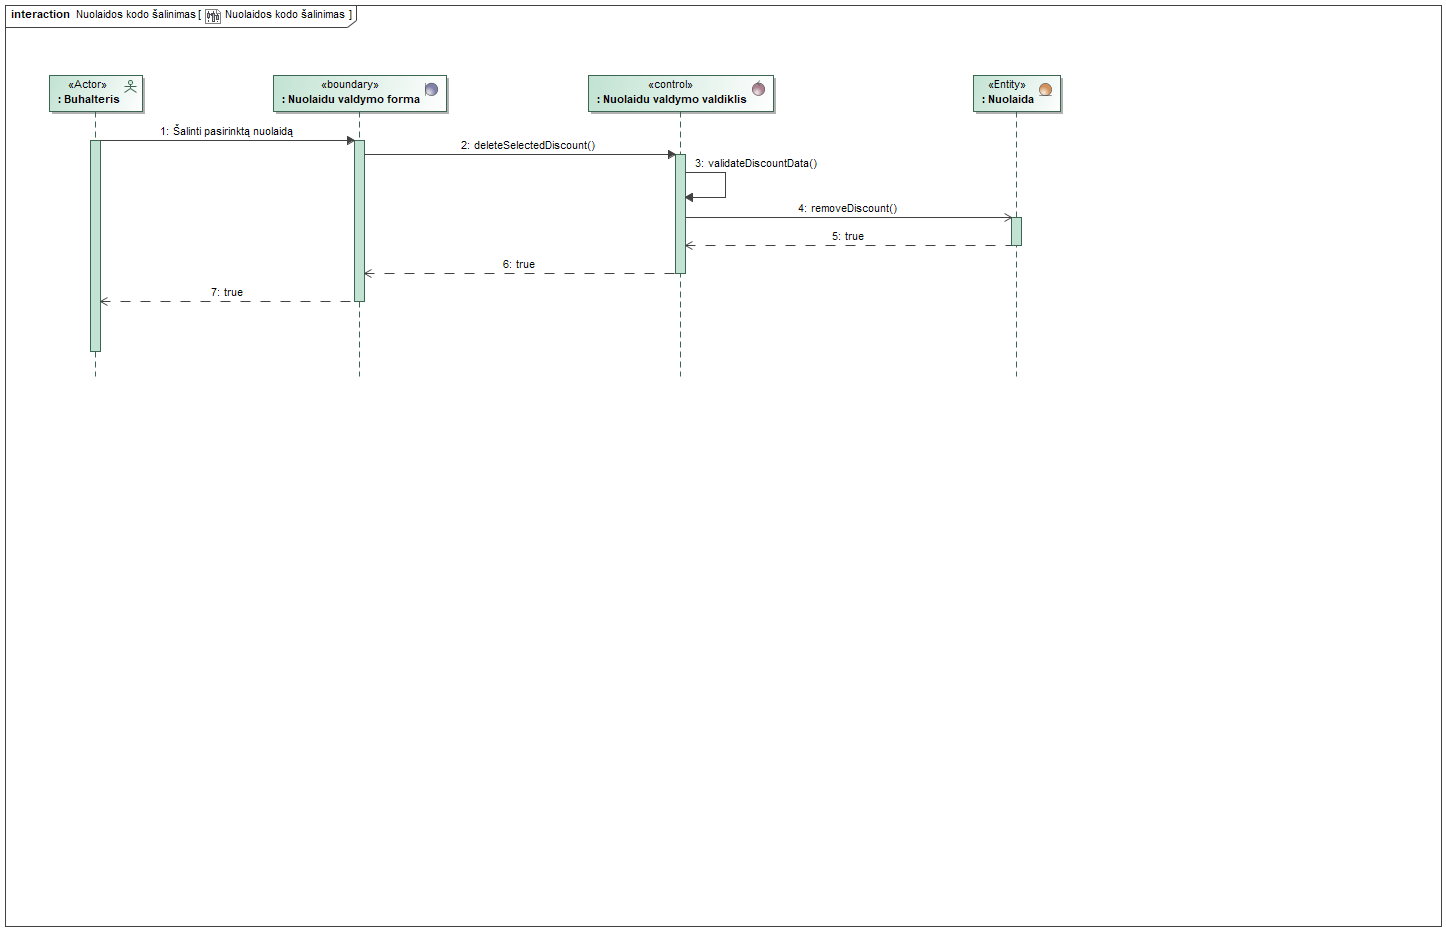 interaction Nuolaidos kodo šalinimas [ Nuolaidos kodo šalinimas ]
«Actor»
: Buhalteris
«boundary»
: Nuolaidu valdymo forma
«control»
: Nuolaidu valdymo valdiklis
«Entity»
: Nuolaida
1: Šalinti pasirinktą nuolaidą
2: deleteSelectedDiscount()
3: validateDiscountData()
4: removeDiscount()
5: true
6: true
7: true